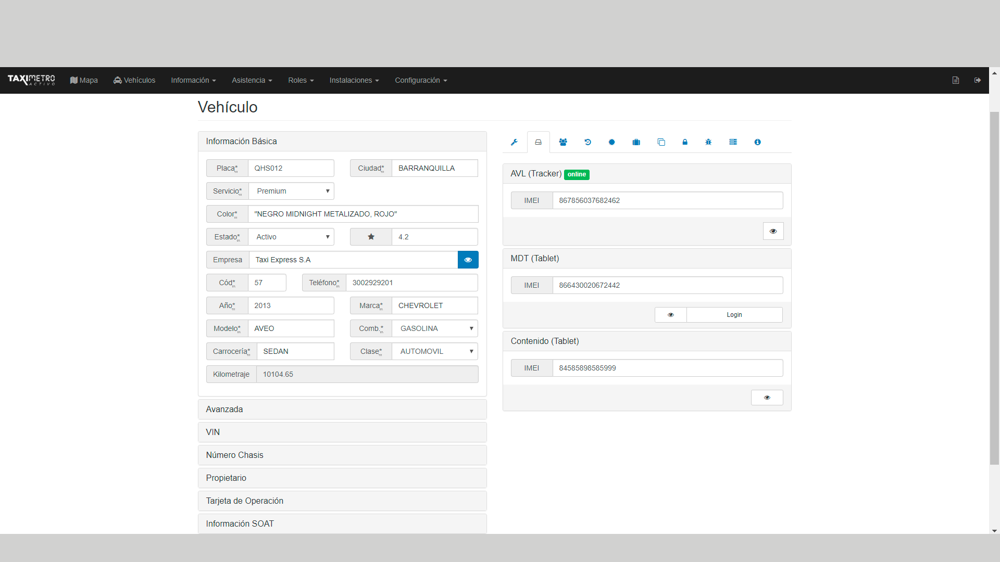 TAXIMETRO
ACTIVO
Mapa
Vehículos
Información
Asistencia
Roles
Instalaciones
Configuración
Vehículo
Información Básica
Placa* QHS012
Ciudad* BARRANQUILLA
Servicio* Premium
Color* "NEGRO MIDNIGHT METALIZADO, ROJO"
Estado* Activo
4.2
Empresa Taxi Express S.A
Cód* 57
Teléfono* 3002929201
Año* 2013
Marca* CHEVROLET
Modelo* AVEO
Comb.* GASOLINA
Carrocería* SEDAN
Clase* AUTOMOVIL
Kilometraje 10104.65
Avanzada
VIN
Número Chasis
Propietario
Tarjeta de Operación
Información SOAT
AVL (Tracker) online
IMEI 867856037682462
MDT (Tablet)
IMEI 866430020672442
Login
Contenido (Tablet)
IMEI 84585898585999